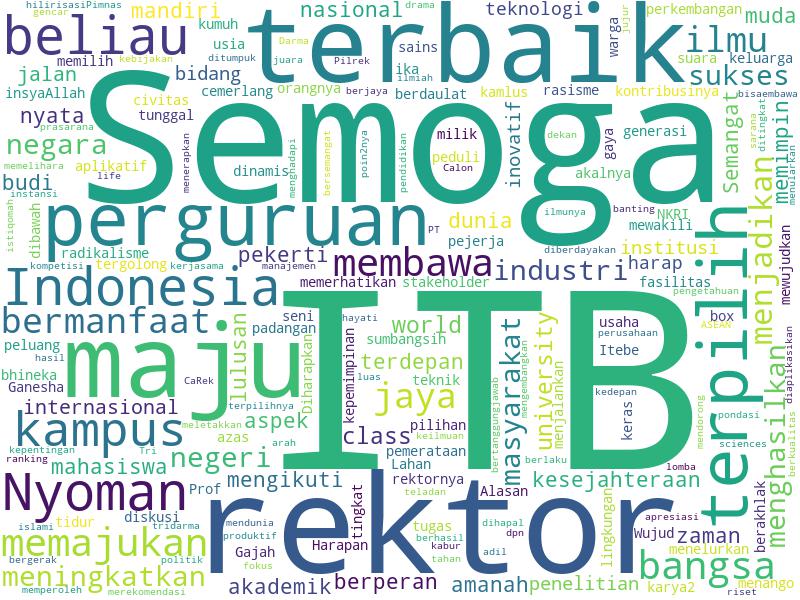 hilirisasiPimnas
gencar
mandiri
nasional
drama
teknologi
perkembangan
muda
beliau
kumuh
terbaik
warga
ilmu
usia
Darma
sains
suara
keluarga
memilih
kebijakan
ditumpuk
juara
Pilrek
ika
ilmiah
jujur
jalan
bidang
sukses
insyaAllah
cemerlang
orangnya
berjaya
berdaulat
rasisme
kontribusinya
nyata
civitas
Semoga
kamlus
bisaembawa
prasarana
tunggal
milik
inovatif
dekan
generasi
Semangat
sarana
ditingkat
memimpin
menularkan
negara
menerapkan
menghadapi
bersemangat
poin2nya
pendidikan
peduli
gaya
memelihara
aplikatif
dinamis
Calon
akalnya
budi
life
instansi
istiqomah
dibawah
perguruan
ilmunya
banting
NKRI
menjadikan
PT
dunia
mewakili
radikalisme
pekerti
pejerja
diberdayakan
institusi
mewujudkan
kompetisi
tergolong
kerjasama
manajemen
membawa
industri
harap
Indonesia
memerhatikan
stakeholder
fasilitas
pengetahuan
terpilih
bermanfaat
lulusan
seni
hayati
ITB
usaha
box
padangan
world
perusahaan
ASEAN
peluang
maju
Diharapkan
kepemimpinan
sumbangsih
masyarakat
university
Itebe
diaplikasikan
hasil
terdepan
mengembangkan
menjalankan
bhineka
CaRek
luas
teknik
menghasilkan
Ganesha
jaya
kedepan
internasional
terpilihnya
keras
mendorong
pondasi
kampus
meletakkan
aspek
pilihan
azas
arah
class
keilmuan
bertanggungjawab
kepentingan
Tri
negeri
pemerataan
berlaku
sciences
berkualitas
ranking
mahasiswa
Lahan
lomba
Nyoman
Prof
mengikuti
tingkat
rektornya
Alasan
kesejahteraan
teladan
rektor
apresiasi
islami
tridarma
diskusi
mendunia
tugas
dihapal
lingkungan
zaman
berakhlak
tidur
produktif
Harapan
berhasil
dpn
Wujud
memajukan
Gajah
kabur
adil
menelurkan
bergerak
politik
fokus
tahan
bangsa
meningkatkan
akademik
berperan
amanah
penelitian
karya2
menango
memperoleh
merekomendasi
riset